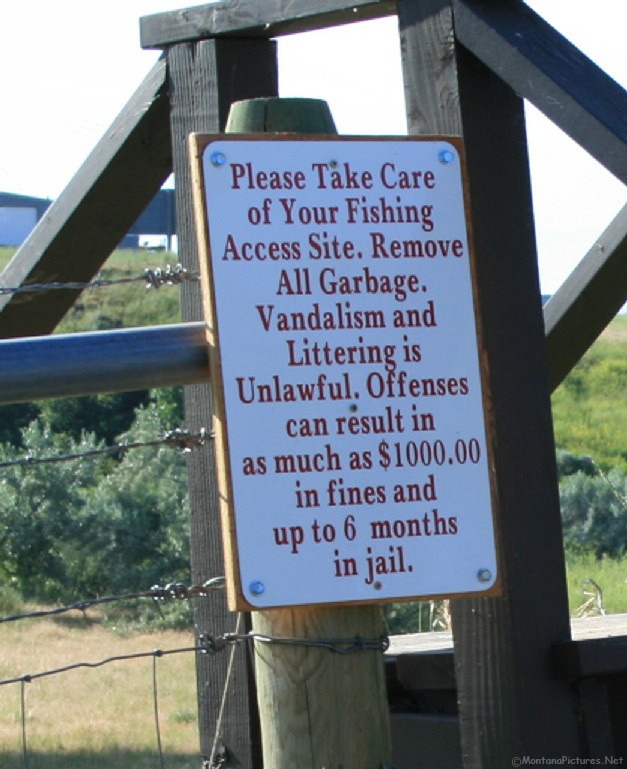 Please Take Care
of Your Fishing
Access Site. Remove
All Garbage.
Vandalism and
Littering is
Unlawful. Offenses
can result in
as much as $1000.00
in fines and
up to 6 months
in jail.
©MontanaPictures.Net